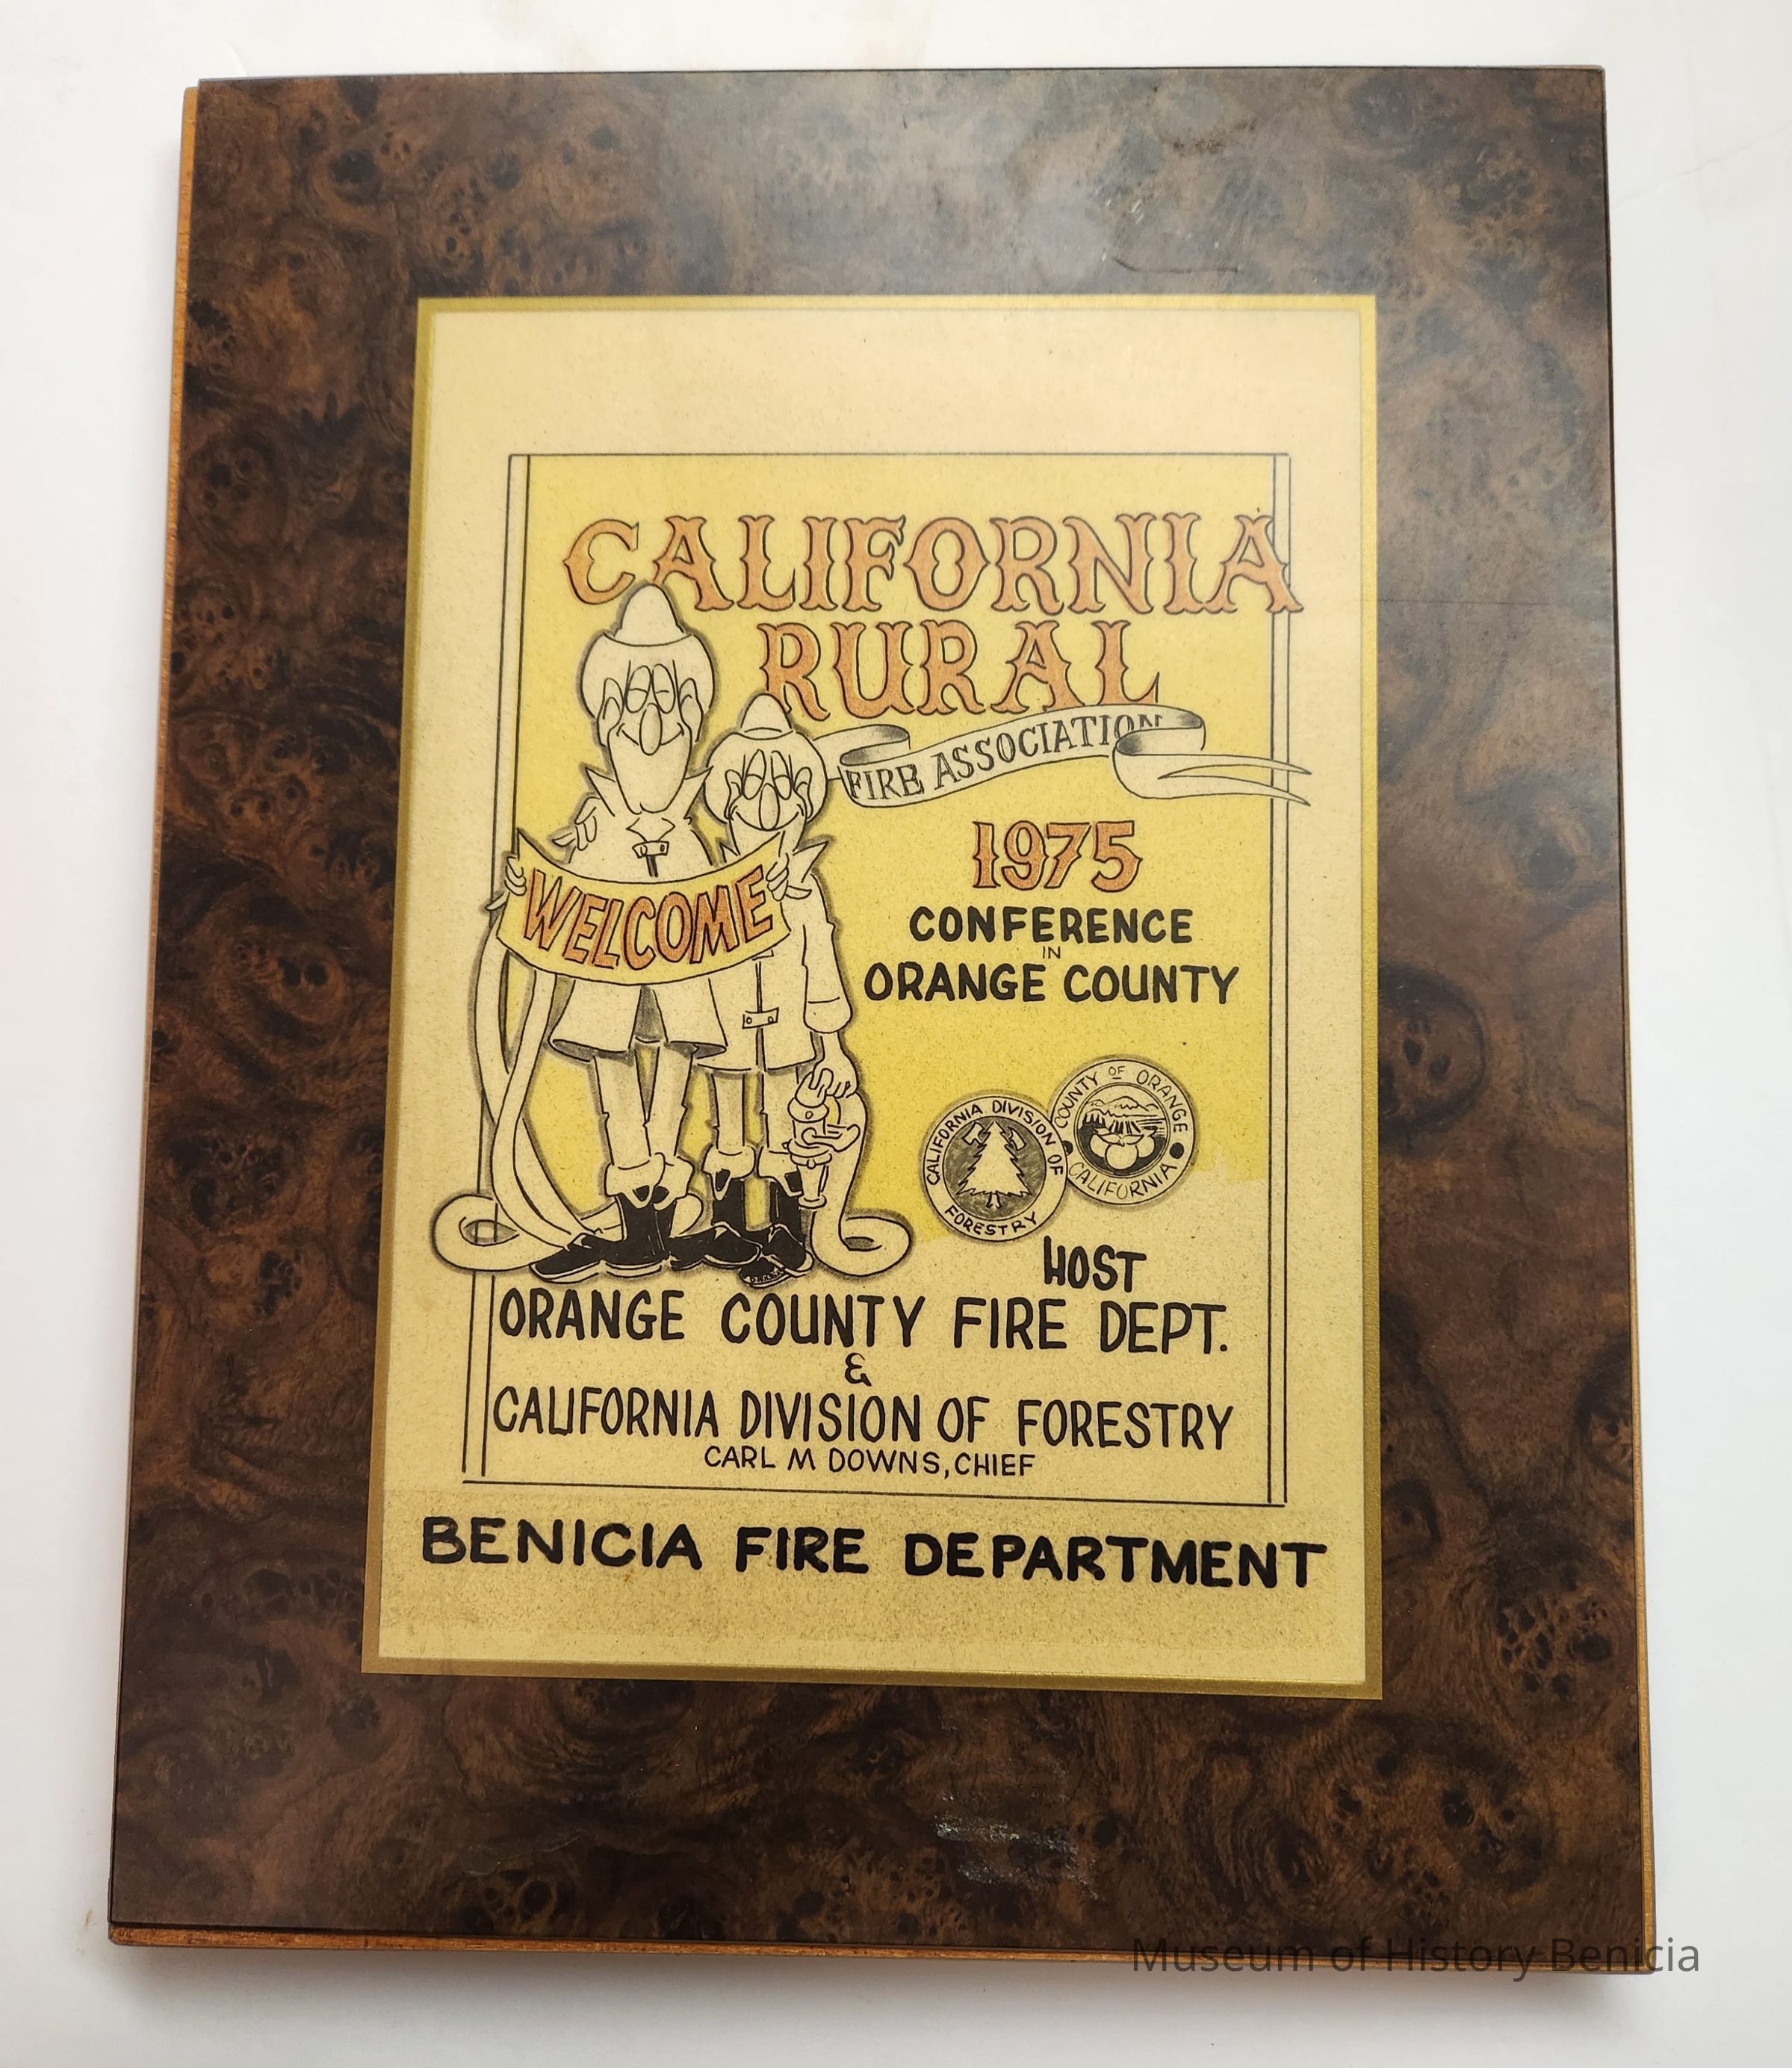 CALIFORNIA
RURAL
FIRE ASSOCIATION
1975
CONFERENCE
IN
ORANGE COUNTY
WELCOME
COUNTY OF ORANGE
CALIFORNIA
CALIFORNIA DIVISION OF
FORESTRY
HOST
ORANGE COUNTY FIRE DEPT.
&
CALIFORNIA DIVISION OF FORESTRY
CARL M DOWNS, CHIEF
BENICIA FIRE DEPARTMENT
Museum of History Benicia